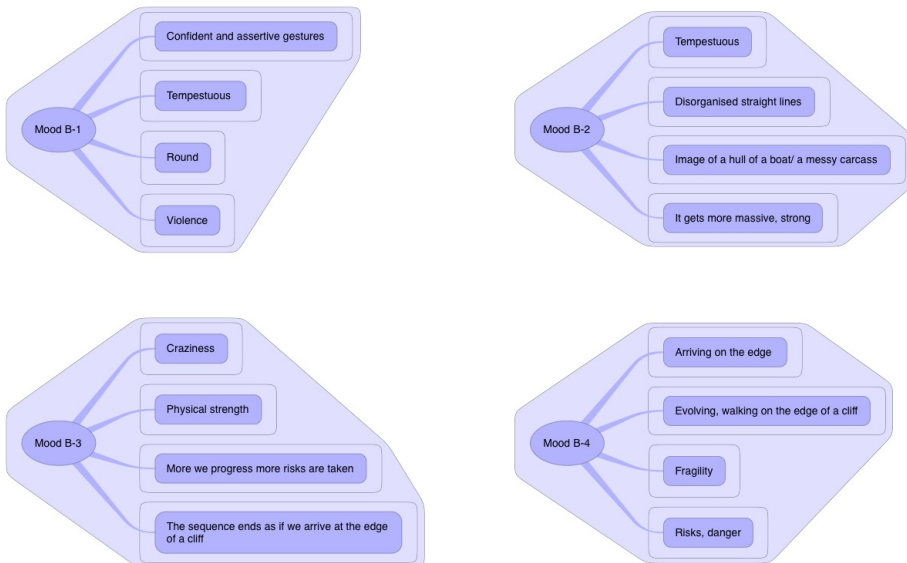 Mood B-1
Confident and assertive gestures
Tempestuous
Round
Violence
Mood B-2
Tempestuous
Disorganised straight lines
Image of a hull of a boat/ a messy carcass
It gets more massive, strong
Mood B-3
Craziness
Physical strength
More we progress more risks are taken
The sequence ends as if we arrive at the edge
of a cliff
Mood B-4
Arriving on the edge
Evolving, walking on the edge of a cliff
Fragility
Risks, danger